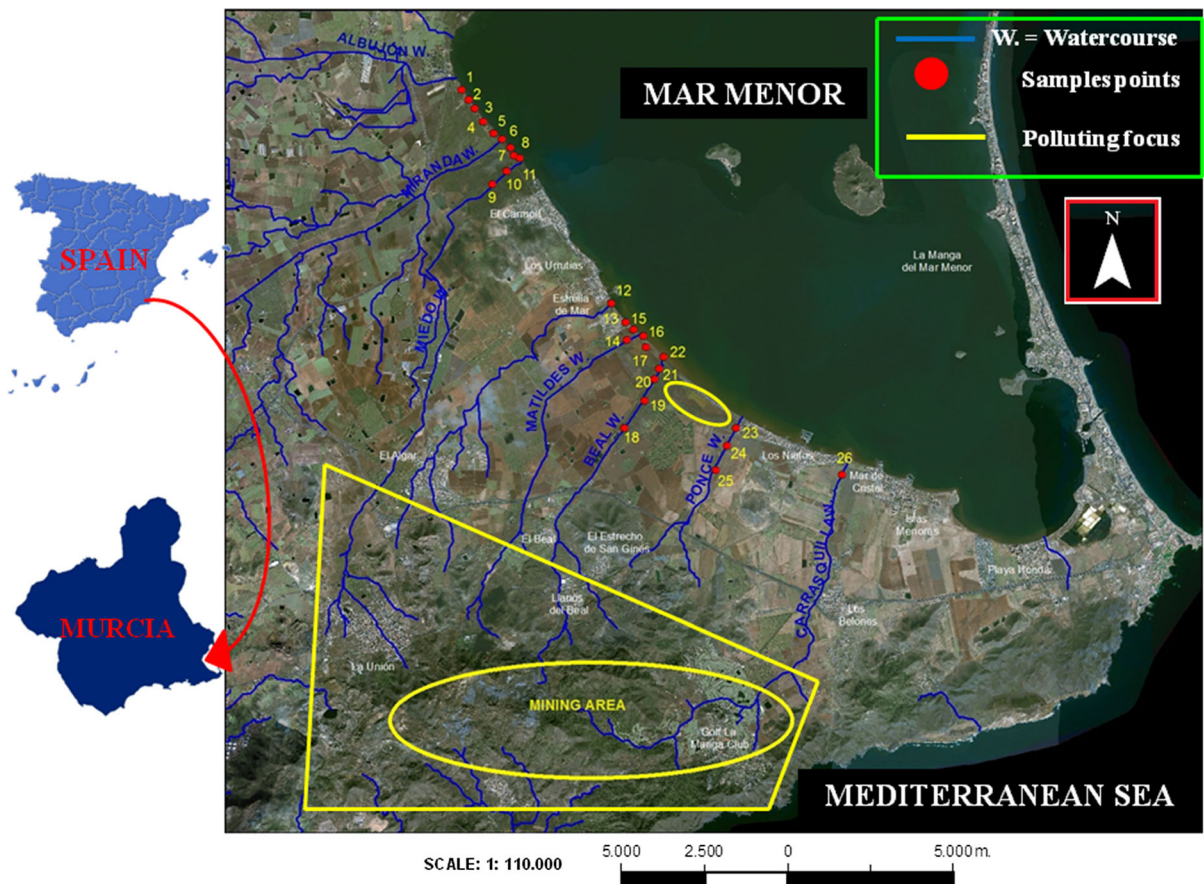 ALBUJÓN W.
W. = Watercourse
Samples points
Polluting focus
MAR MENOR
1
2
3
4
5
6
7
8
MIRANDA W.
9
10
11
N
El Carmolí
SPAIN
La Manga
del Mar Menor
Los Urrutias
Estrella
de Mar
12
13
14
15
16
17
MIEDO W.
MATILDES W.
22
21
20
19
BEAL W.
18
23
24
25
PONCE W.
Los Nietos
26
Mar de
Cristal
El Algar
Islas
Menores
El Beal
El Estrecho
de San Ginés
Playa Honda
Llanos
del Beal
CARRASQUILLA W.
Los
Belones
MURCIA
La Unión
MINING AREA
Golf La
Manga Club
MEDITERRANEAN SEA
SCALE: 1: 110.000
5.000 2.500 0 5.000 m.